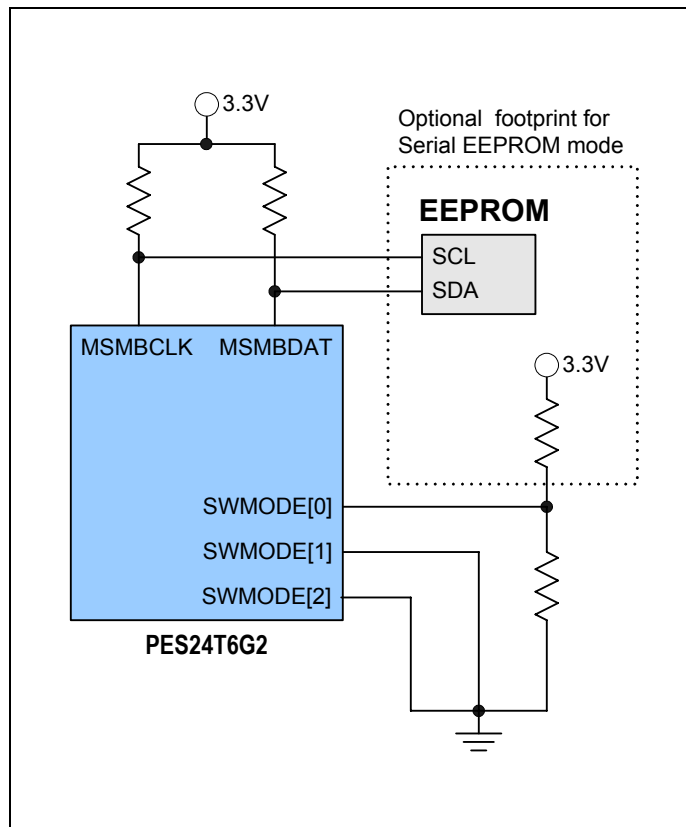 3.3V
Optional footprint for
Serial EEPROM mode
EEPROM
SCL
SDA
MSMBCLK MSMBDAT
3.3V
SWMODE[0]
SWMODE[1]
SWMODE[2]
PES24T6G2